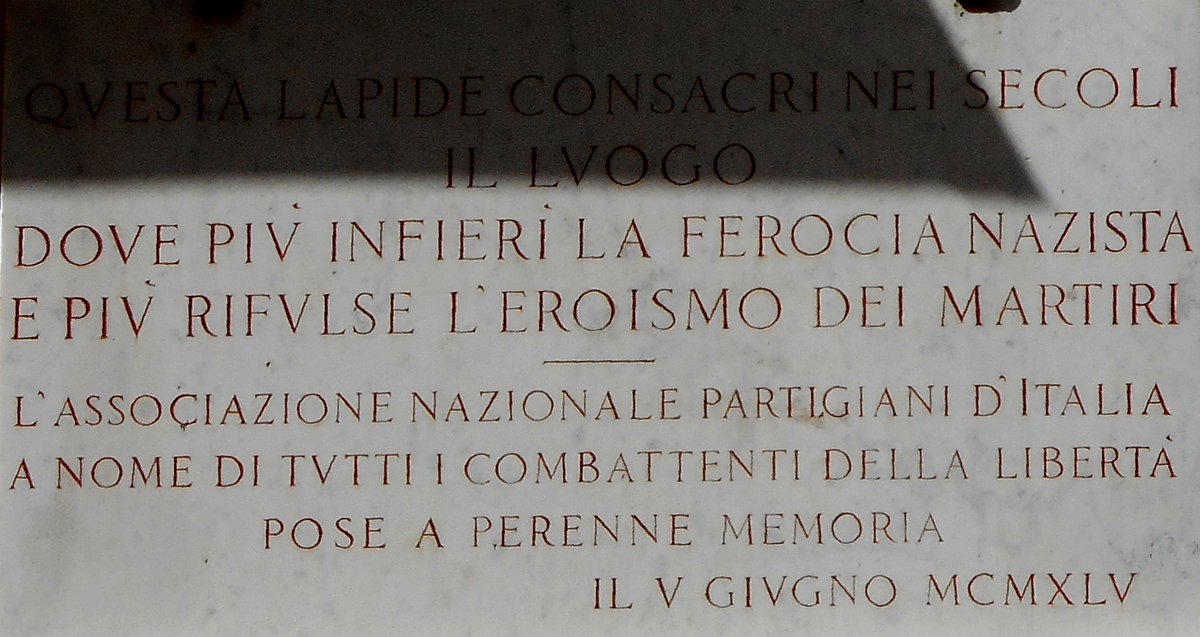 QVESTA LAPIDE CONSACRI NEI SECOLI
IL LVOGO
DOVE PIV̀ INFIERÌ LA FEROCIA NAZISTA
E PIV̀ RIFVLSE L'EROISMO DEI MARTIRI
L'ASSOCIAZIONE NAZIONALE PARTIGIANI D'ITALIA
A NOME DI TVTTI I COMBATTENTI DELLA LIBERTÀ
POSE A PERENNE MEMORIA
IL V GIVGNO MCMXLV